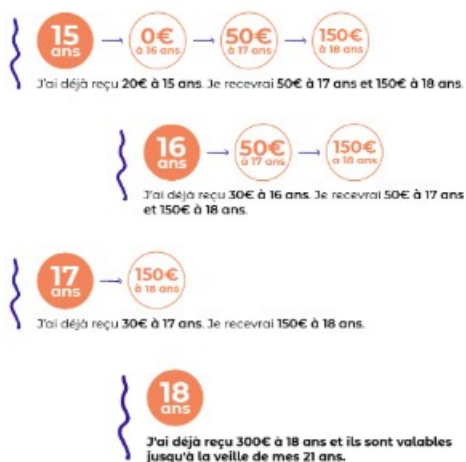 15
ans
0€
à 16 ans
50€
à 17 ans
150€
à 18 ans
J'ai déjà reçu 20€ à 15 ans. Je recevrai 50€ à 17 ans et 150€ à 18 ans.
16
ans
50€
à 17 ans
150€
à 18 ans
J'ai déjà reçu 30€ à 16 ans. Je recevrai 50€ à 17 ans
et 150€ à 18 ans.
17
ans
150€
à 18 ans
J'ai déjà reçu 30€ à 17 ans. Je recevrai 150€ à 18 ans.
18
ans
J'ai déjà reçu 300€ à 18 ans et ils sont valables
jusqu'à la veille de mes 21 ans.